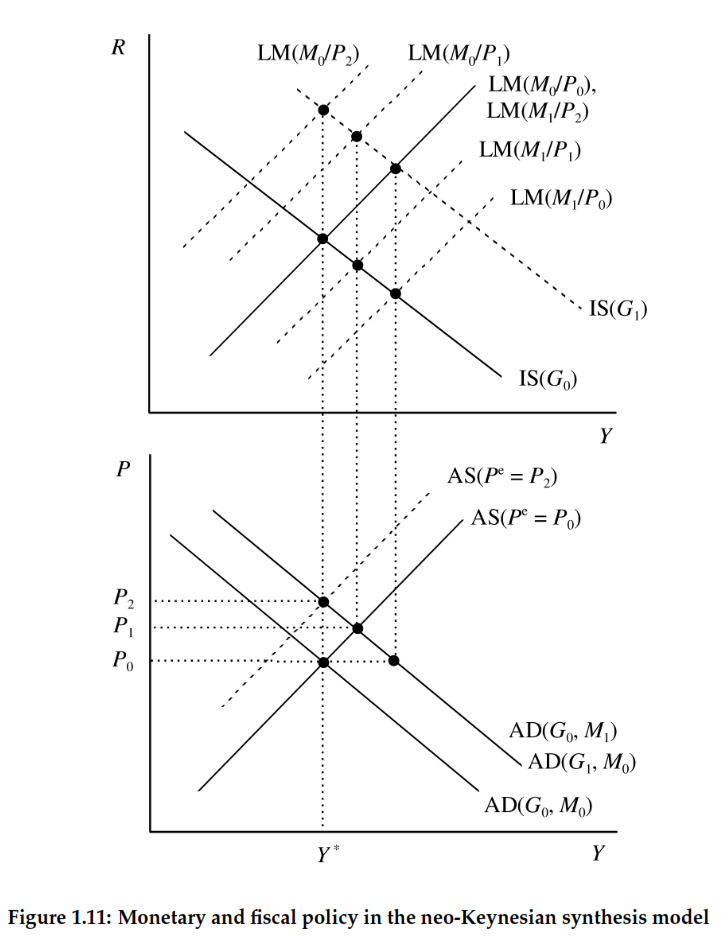 R
LM(M₀/P₂)
LM(M₀/P₁)
LM(M₀/P₀),
LM(M₁/P₂)
LM(M₁/P₁)
LM(M₁/P₀)
IS(G₁)
IS(G₀)
Y
P
AS(Pᵉ = P₂)
AS(Pᵉ = P₀)
P₂
P₁
P₀
AD(G₀, M₁)
AD(G₁, M₀)
AD(G₀, M₀)
Y*
Y
Figure 1.11: Monetary and fiscal policy in the neo-Keynesian synthesis model